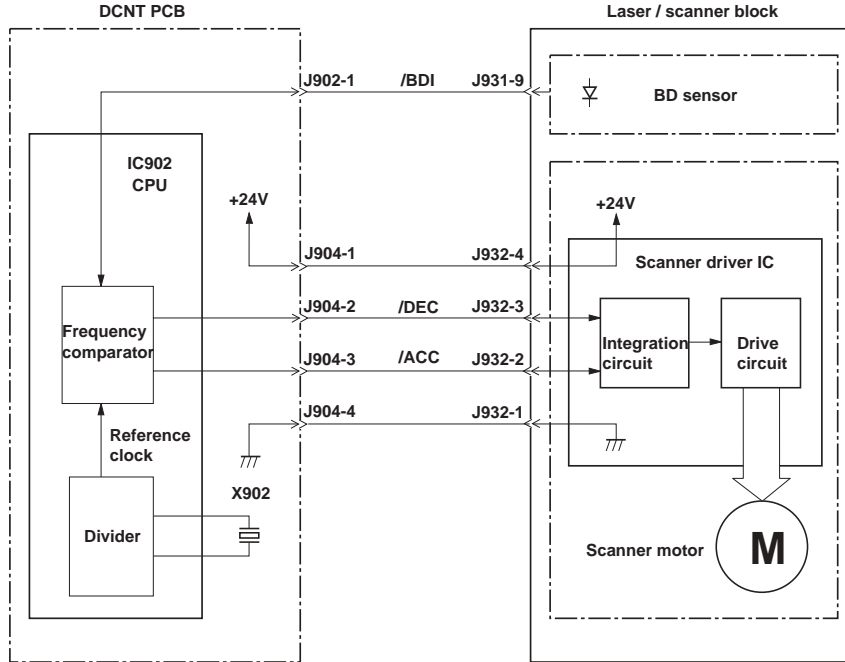 DCNT PCB
Laser / scanner block
J902-1 /BDI J931-9
BD sensor
IC902
CPU
+24V
+24V
J904-1 J932-4
Scanner driver IC
J904-2 /DEC J932-3
Frequency
comparator
Integration
circuit
Drive
circuit
J904-3 /ACC J932-2
J904-4 J932-1
Reference
clock
X902
Divider
Scanner motor
M